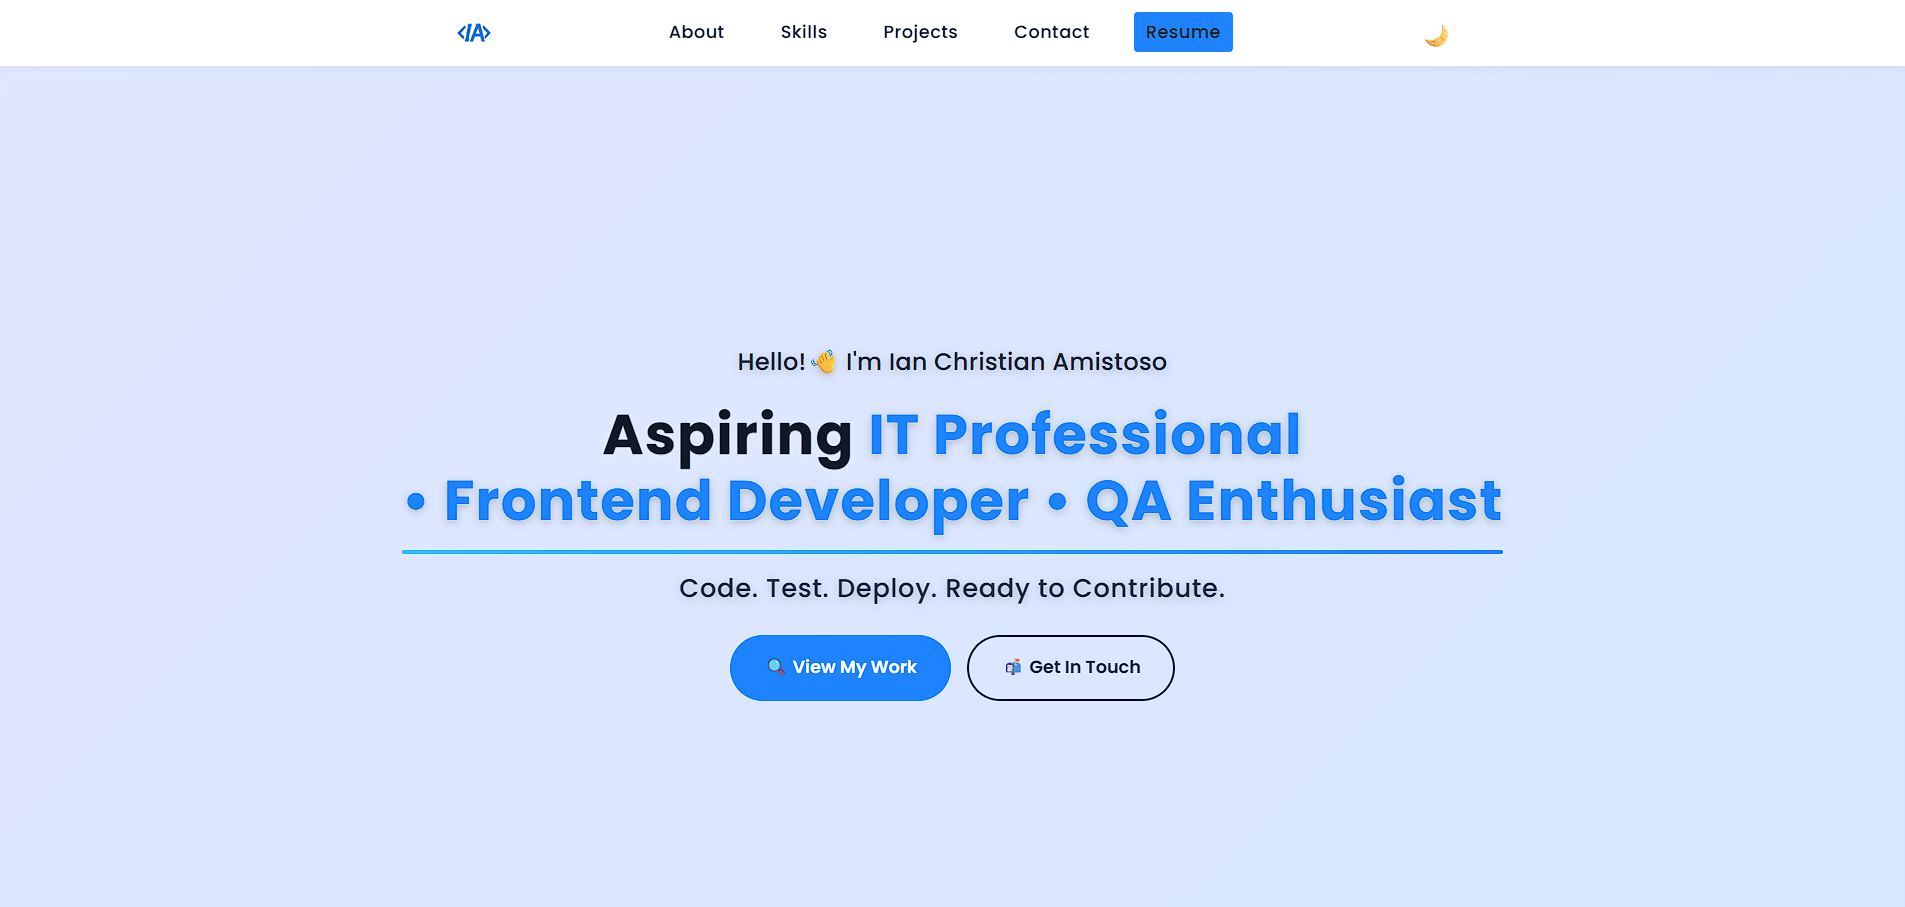 <IA>
About
Skills
Projects
Contact
Resume
Hello! 👋 I'm Ian Christian Amistoso
Aspiring IT Professional
• Frontend Developer • QA Enthusiast
Code. Test. Deploy. Ready to Contribute.
View My Work
Get In Touch